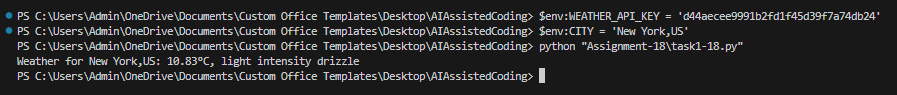 PS C:\Users\Admin\OneDrive\Documents\Custom Office Templates\Desktop\AIAssistedCoding> $env:WEATHER_API_KEY = 'd44aecee9991b2fd1f45d39f7a74db24'
PS C:\Users\Admin\OneDrive\Documents\Custom Office Templates\Desktop\AIAssistedCoding> $env:CITY = 'New York,US'
PS C:\Users\Admin\OneDrive\Documents\Custom Office Templates\Desktop\AIAssistedCoding> python "Assignment-18\task1-18.py"
Weather for New York,US: 10.83°C, light intensity drizzle
PS C:\Users\Admin\OneDrive\Documents\Custom Office Templates\Desktop\AIAssistedCoding>